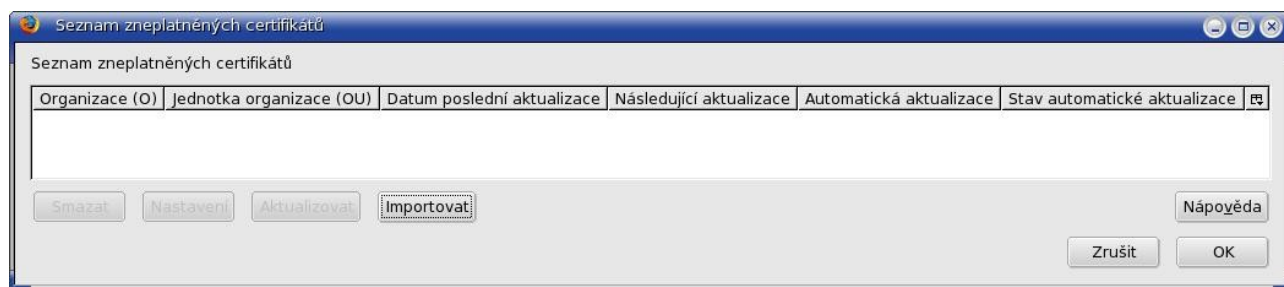 Seznam zneplatněných certifikátů
Seznam zneplatněných certifikátů
Organizace (O) Jednotka organizace (OU) Datum poslední aktualizace Následující aktualizace Automatická aktualizace Stav automatické aktualizace
Smazat Nastavení Aktualizovat Importovat Nápověda
Zrušit OK